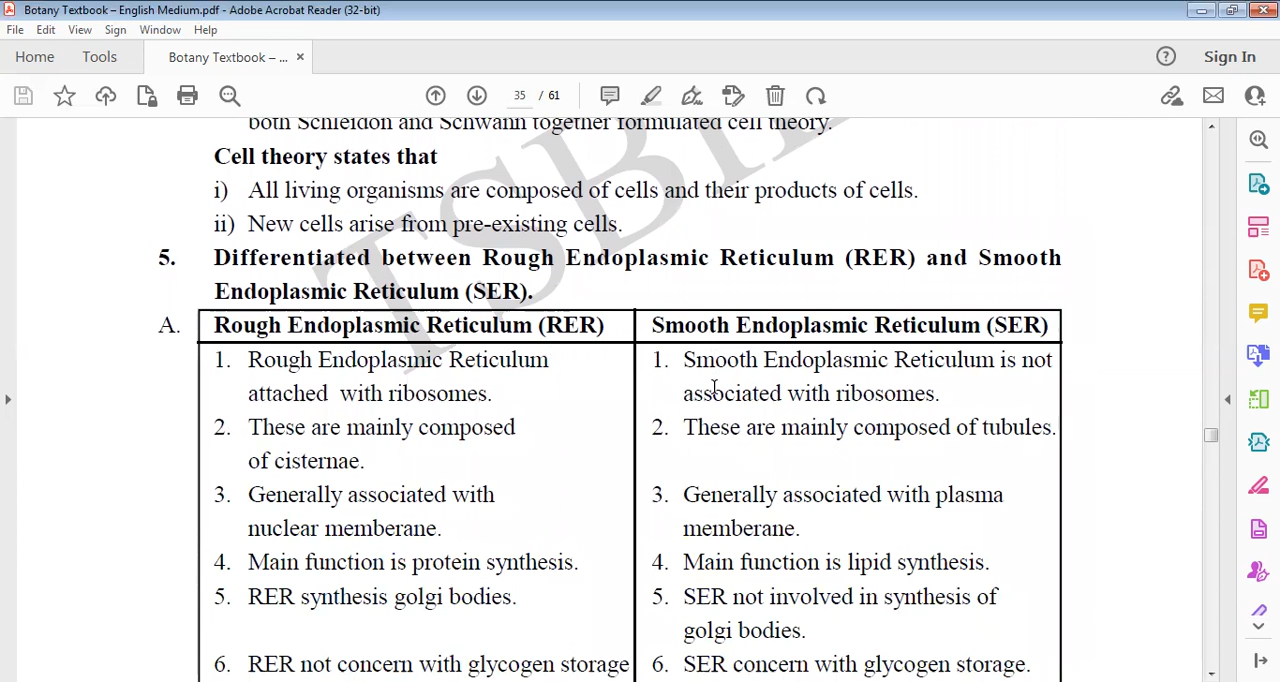 Botany Textbook – English Medium.pdf - Adobe Acrobat Reader (32-bit)
File Edit View Sign Window Help
Home Tools Botany Textbook – ... × Sign In
35 / 61
both Schleidon and Schwann together formulated cell theory.
Cell theory states that
i) All living organisms are composed of cells and their products of cells.
ii) New cells arise from pre-existing cells.
5. Differentiated between Rough Endoplasmic Reticulum (RER) and Smooth
Endoplasmic Reticulum (SER).
A. Rough Endoplasmic Reticulum (RER) Smooth Endoplasmic Reticulum (SER)
1. Rough Endoplasmic Reticulum 1. Smooth Endoplasmic Reticulum is not
attached with ribosomes. associated with ribosomes.
2. These are mainly composed 2. These are mainly composed of tubules.
of cisternae.
3. Generally associated with 3. Generally associated with plasma
nuclear memberane. memberane.
4. Main function is protein synthesis. 4. Main function is lipid synthesis.
5. RER synthesis golgi bodies. 5. SER not involved in synthesis of
golgi bodies.
6. RER not concern with glycogen storage 6. SER concern with glycogen storage.